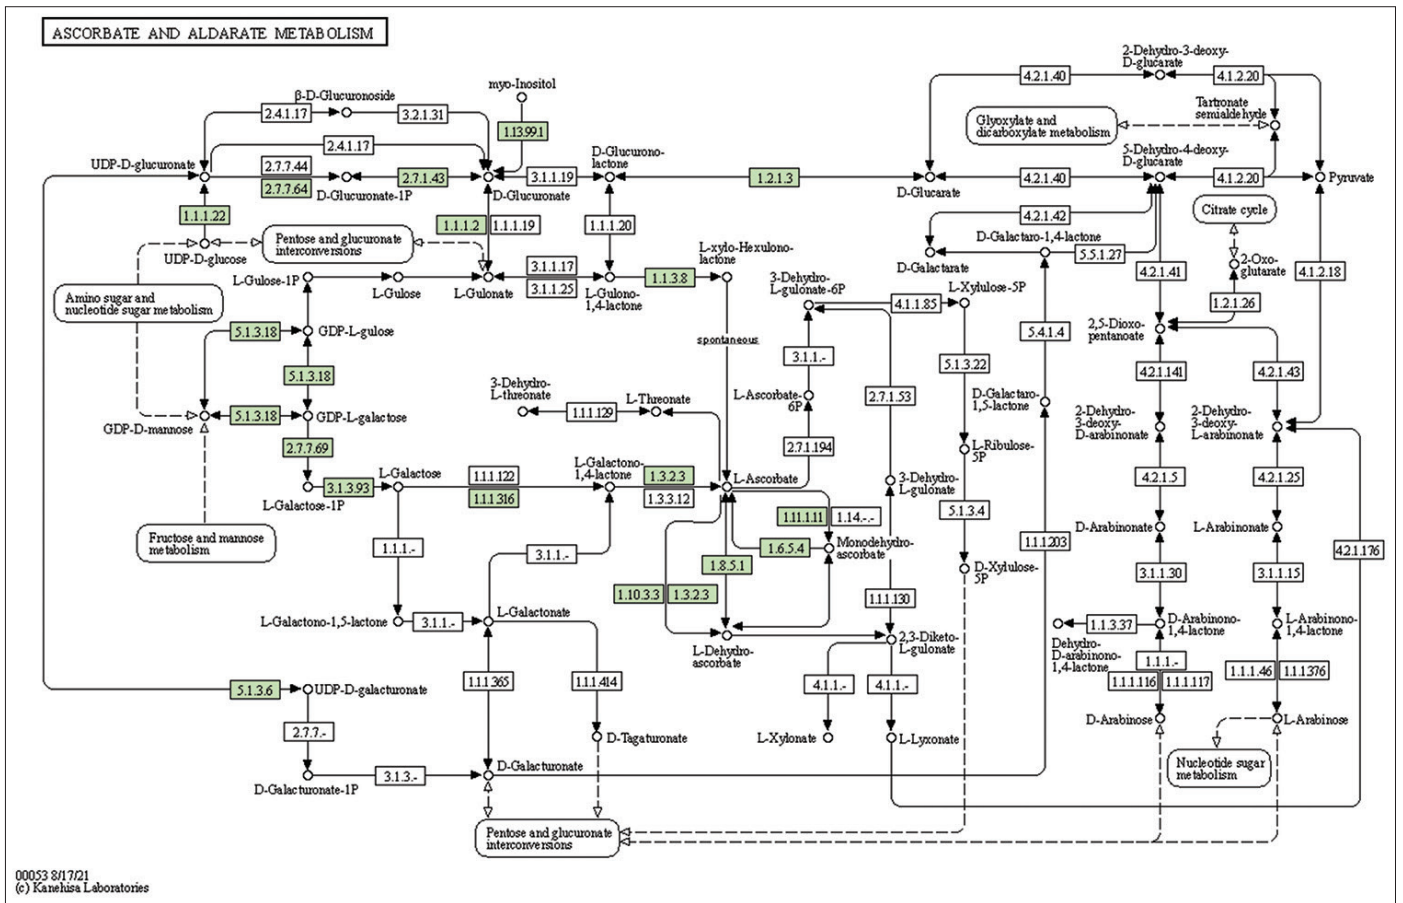 ASCORBATE AND ALDARATE METABOLISM
2-Dehydro-3-deoxy-
D-glucarate
4.2.1.40
4.1.2.20
myo-Inositol
β-D-Glucuronoside
2.4.1.17
3.2.1.31
1.13.99.1
Tartronate
semialdehyde
Glyoxylate and
dicarboxylate metabolism
2.4.1.17
D-Glucurono-
lactone
5-Dehydro-4-deoxy-
D-glucarate
UDP-D-glucuronate
2.7.7.44
2.7.7.64
D-Glucuronate-1P
2.7.1.43
D-Glucuronate
3.1.1.19
1.2.1.3
D-Glucarate
4.2.1.40
4.1.2.20
Pyruvate
1.1.1.22
1.1.1.2
1.1.1.19
1.1.1.20
4.2.1.42
Citrate cycle
Pentose and glucuronate
interconversions
UDP-D-glucose
L-xylo-Hexulono-
lactone
D-Galactarate
D-Galactaro-1,4-lactone
5.5.1.27
4.2.1.41
2-Oxo-
glutarate
4.1.2.18
L-Gulose-1P
L-Gulose
L-Gulonate
3.1.1.17
3.1.1.25
L-Gulono-
1,4-lactone
1.1.3.8
3-Dehydro-
L-gulonate-6P
4.1.1.85
L-Xylulose-5P
1.2.1.26
Amino sugar and
nucleotide sugar metabolism
5.1.3.18
GDP-L-gulose
spontaneous
3.1.1.-
5.1.3.22
5.4.1.4
2,5-Dioxo-
pentanoate
5.1.3.18
3-Dehydro-
L-threonate
1.1.1.129
L-Threonate
L-Ascorbate-
6P
2.7.1.53
D-Galactaro-
1,5-lactone
4.2.1.141
4.2.1.43
GDP-D-mannose
5.1.3.18
GDP-L-galactose
2.7.1.194
L-Ribulose-
5P
2-Dehydro-
3-deoxy-
D-arabinonate
2-Dehydro-
3-deoxy-
L-arabinonate
2.7.7.69
L-Galactose-1P
3.1.3.93
L-Galactose
1.1.1.122
1.1.1.316
L-Galactono-
1,4-lactone
1.3.2.3
1.3.3.12
L-Ascorbate
3-Dehydro-
L-gulonate
4.2.1.5
4.2.1.25
Fructose and mannose
metabolism
1.1.1.-
3.1.1.-
1.11.1.11
1.14.-.-
1.6.5.4
Monodehydro-
ascorbate
5.1.3.4
1.1.1.203
D-Arabinonate
L-Arabinonate
4.2.1.176
1.8.5.1
1.10.3.3
1.3.2.3
D-Xylulose-
5P
3.1.1.30
3.1.1.15
1.1.1.130
L-Galactono-1,5-lactone
3.1.1.-
L-Galactonate
L-Dehydro-
ascorbate
2,3-Diketo-
L-gulonate
1.1.3.37
Dehydro-
D-arabinono-
1,4-lactone
D-Arabinono-
1,4-lactone
L-Arabinono-
1,4-lactone
5.1.3.6
UDP-D-galacturonate
1.1.1.365
1.1.1.414
4.1.1.-
4.1.1.-
1.1.1.-
1.1.1.116
1.1.1.117
1.1.1.46
1.1.1.376
2.7.7.-
D-Tagaturonate
L-Xylonate
L-Lyxonate
D-Arabinose
L-Arabinose
D-Galacturonate-1P
3.1.3.-
D-Galacturonate
Nucleotide sugar
metabolism
Pentose and glucuronate
interconversions
00053 8/17/21
(c) Kanehisa Laboratories